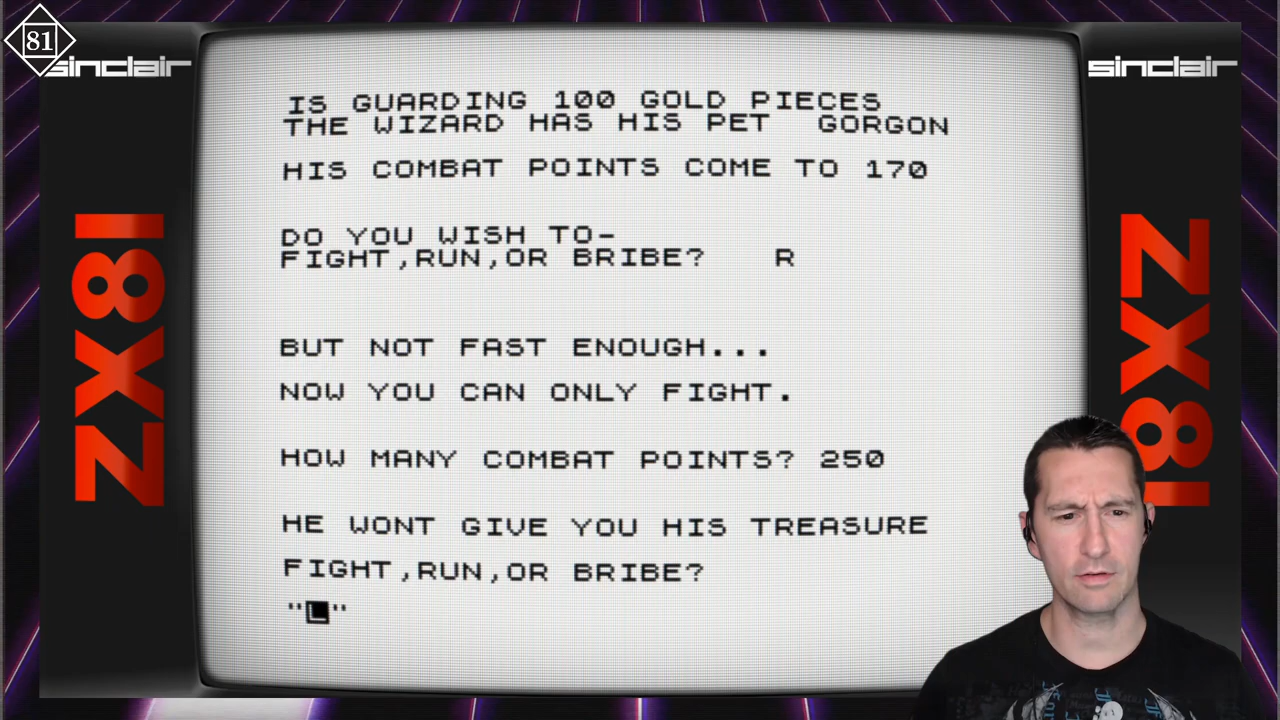 81
sinclair
sinclair
ZX81
ZX81
IS GUARDING 100 GOLD PIECES
THE WIZARD HAS HIS PET GORGON
HIS COMBAT POINTS COME TO 170
DO YOU WISH TO-
FIGHT,RUN,OR BRIBE? R
BUT NOT FAST ENOUGH...
NOW YOU CAN ONLY FIGHT.
HOW MANY COMBAT POINTS? 250
HE WONT GIVE YOU HIS TREASURE
FIGHT,RUN,OR BRIBE?
"L"